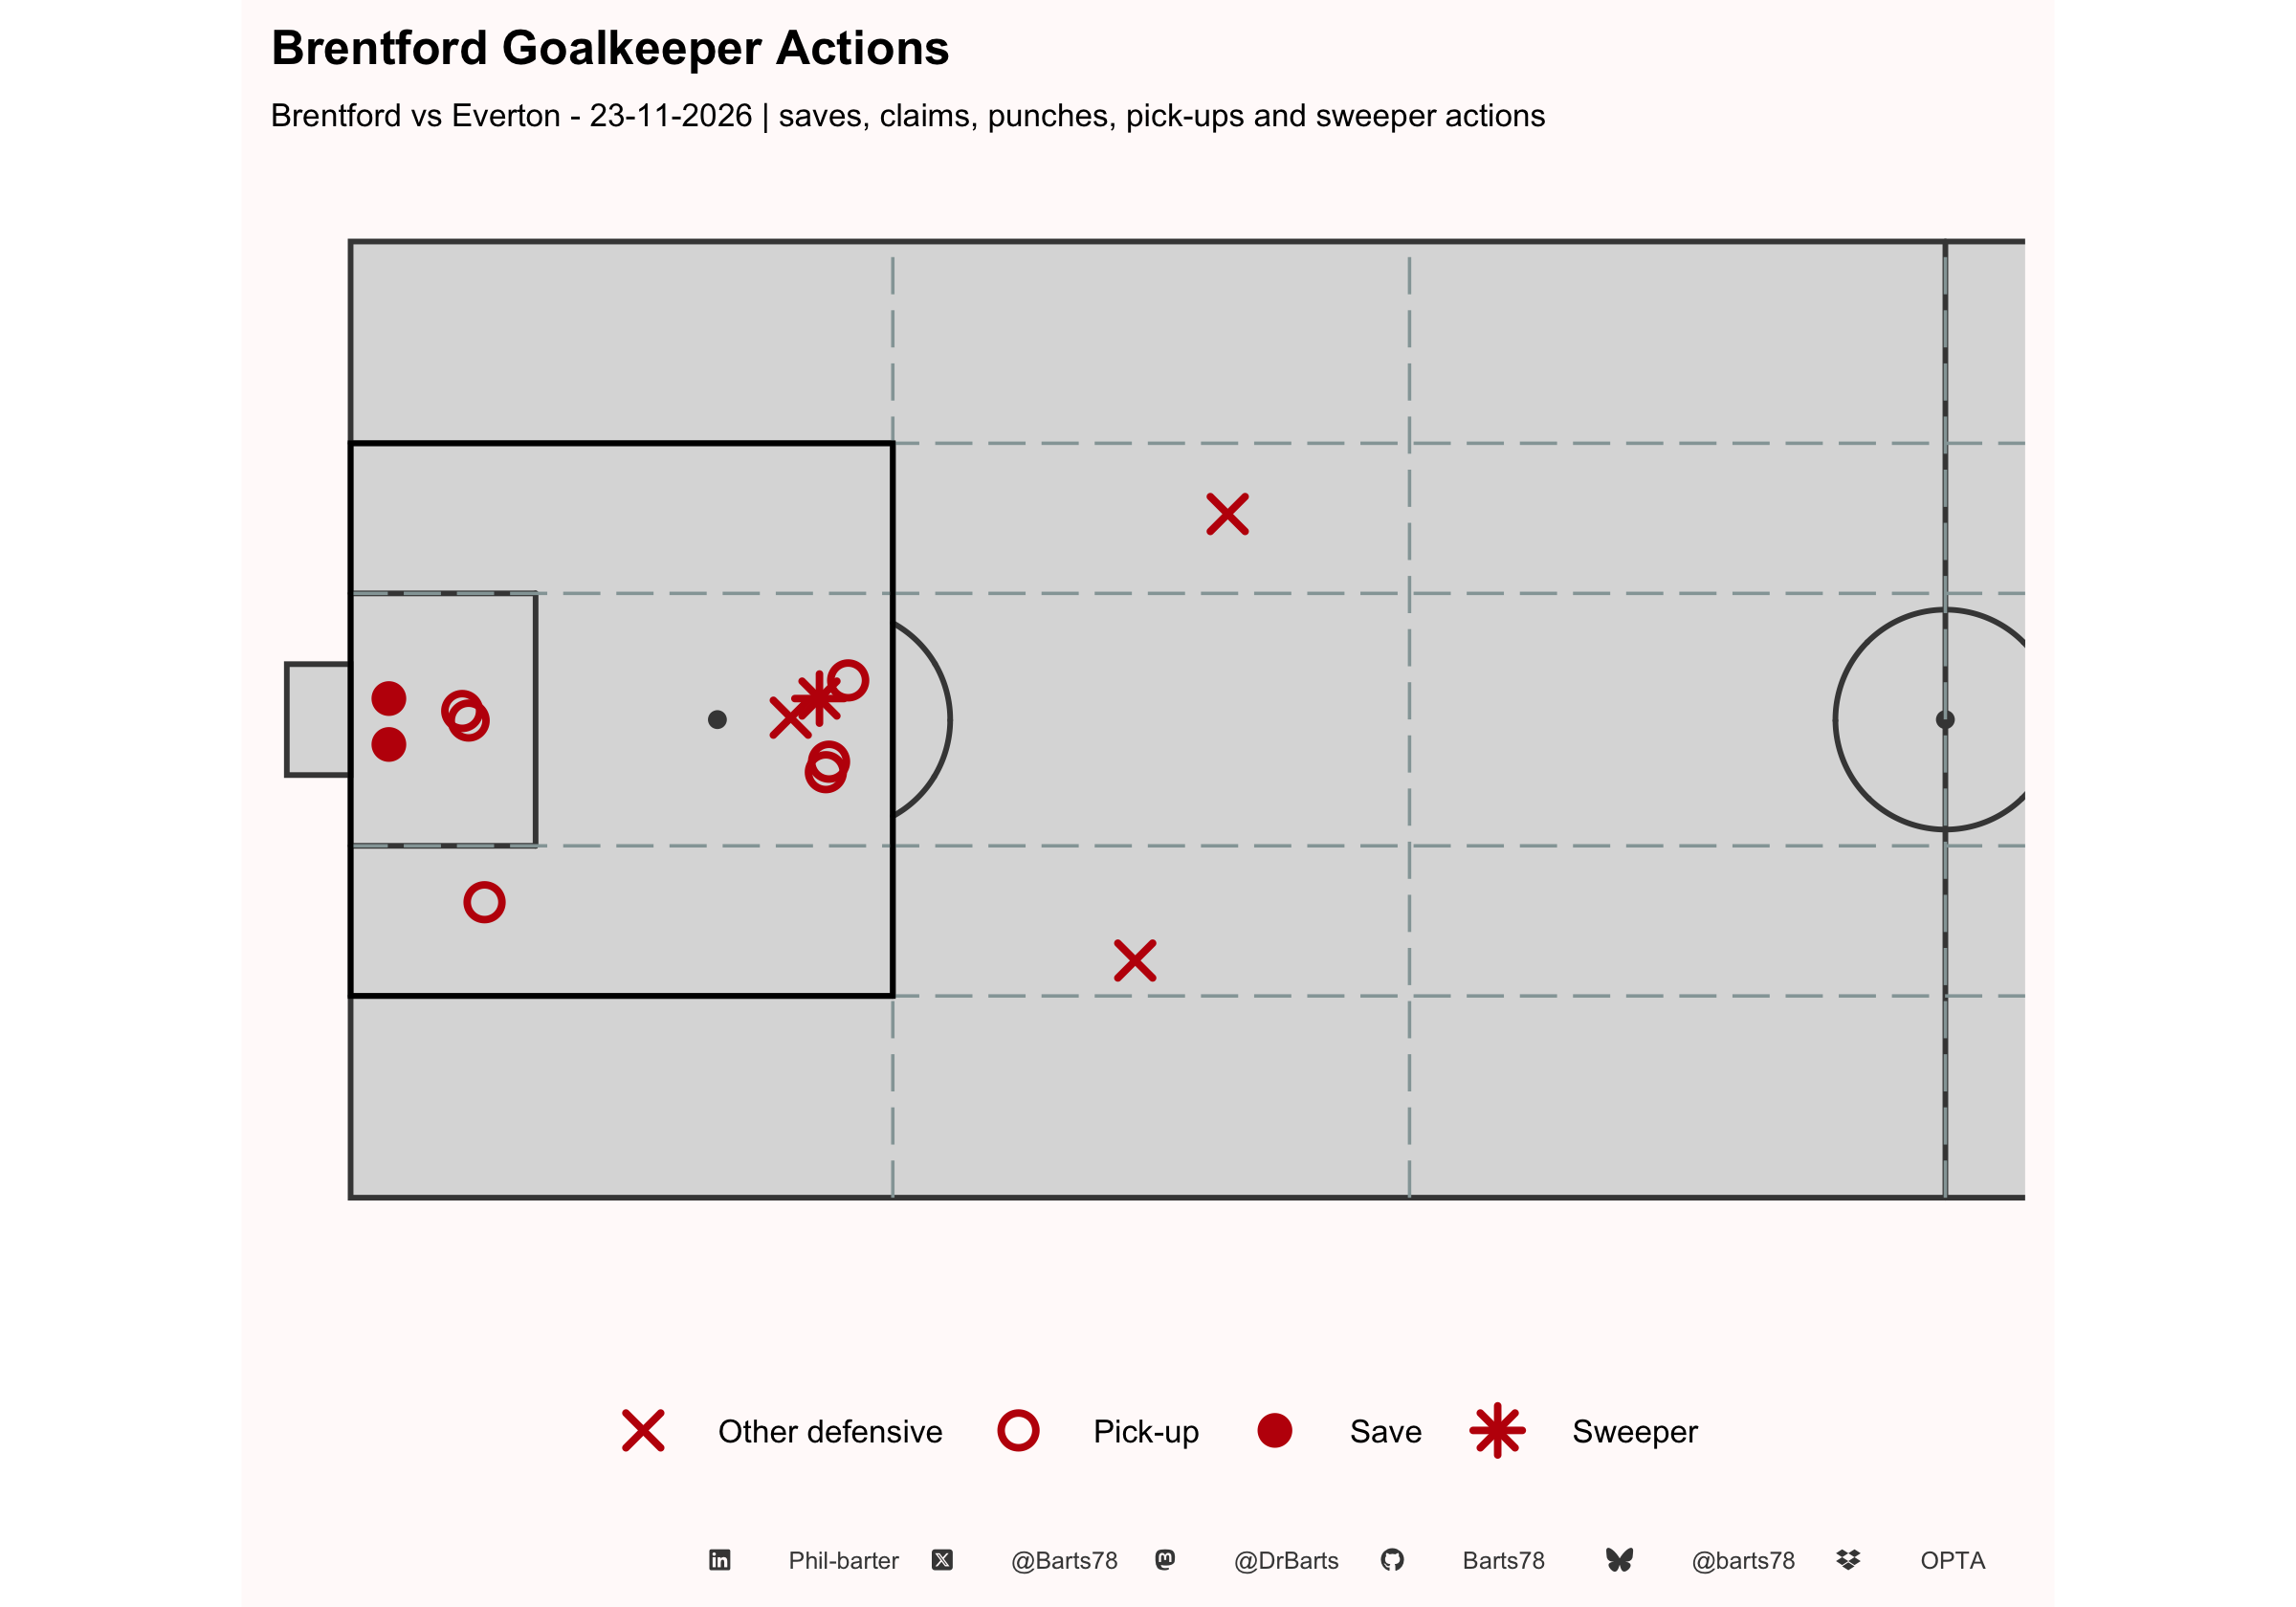 Brentford Goalkeeper Actions
Brentford vs Everton - 23-11-2026 | saves, claims, punches, pick-ups and sweeper actions
Other defensive Pick-up Save Sweeper
Phil-barter @Barts78 @DrBarts Barts78 @barts78 OPTA